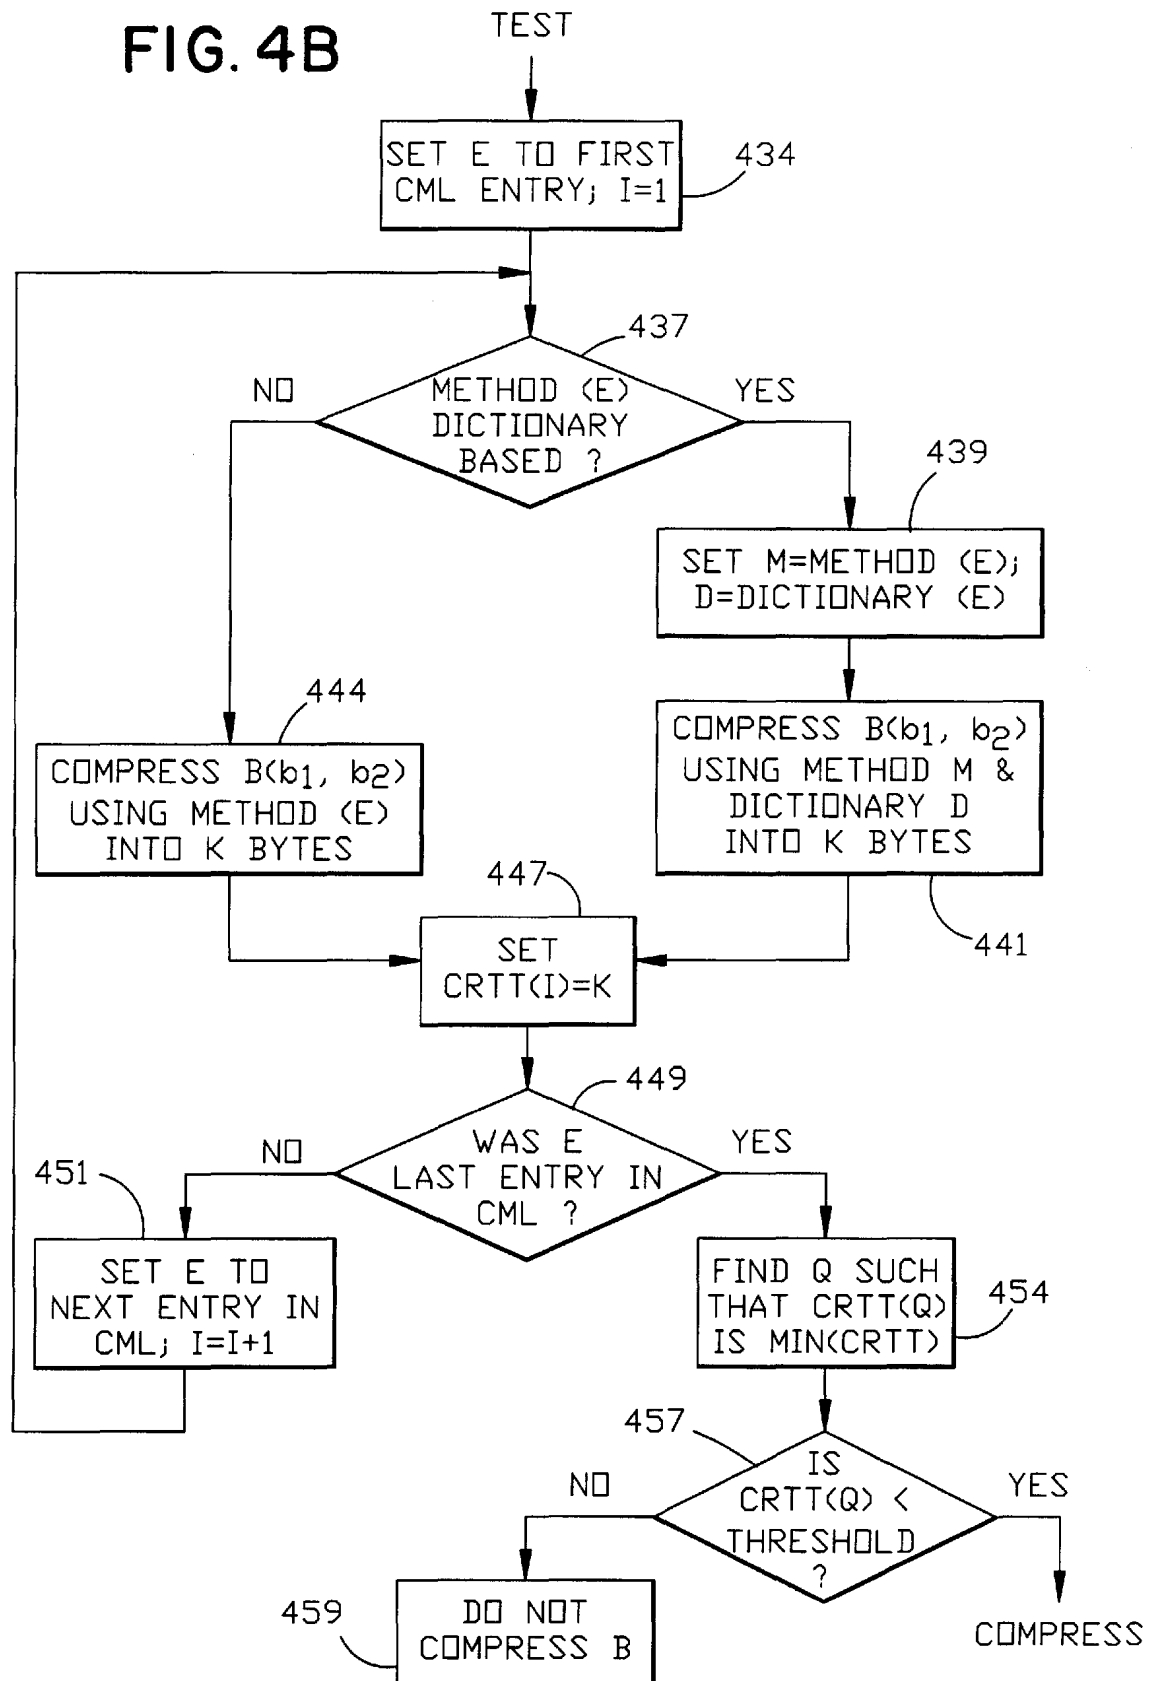 FIG. 4B
TEST
SET E TO FIRST
CML ENTRY; I=1
434
437
METHOD (E)
DICTIONARY
BASED ?
NO
YES
439
SET M=METHOD (E);
D=DICTIONARY (E)
444
COMPRESS B(b1, b2)
USING METHOD (E)
INTO K BYTES
COMPRESS B(b1, b2)
USING METHOD M &
DICTIONARY D
INTO K BYTES
441
447
SET
CRTT(I)=K
449
WAS E
LAST ENTRY IN
CML ?
NO
YES
451
SET E TO
NEXT ENTRY IN
CML; I=I+1
FIND Q SUCH
THAT CRTT(Q)
IS MIN(CRTT)
454
457
IS
CRTT(Q) <
THRESHOLD
?
NO
YES
459
DO NOT
COMPRESS B
COMPRESS